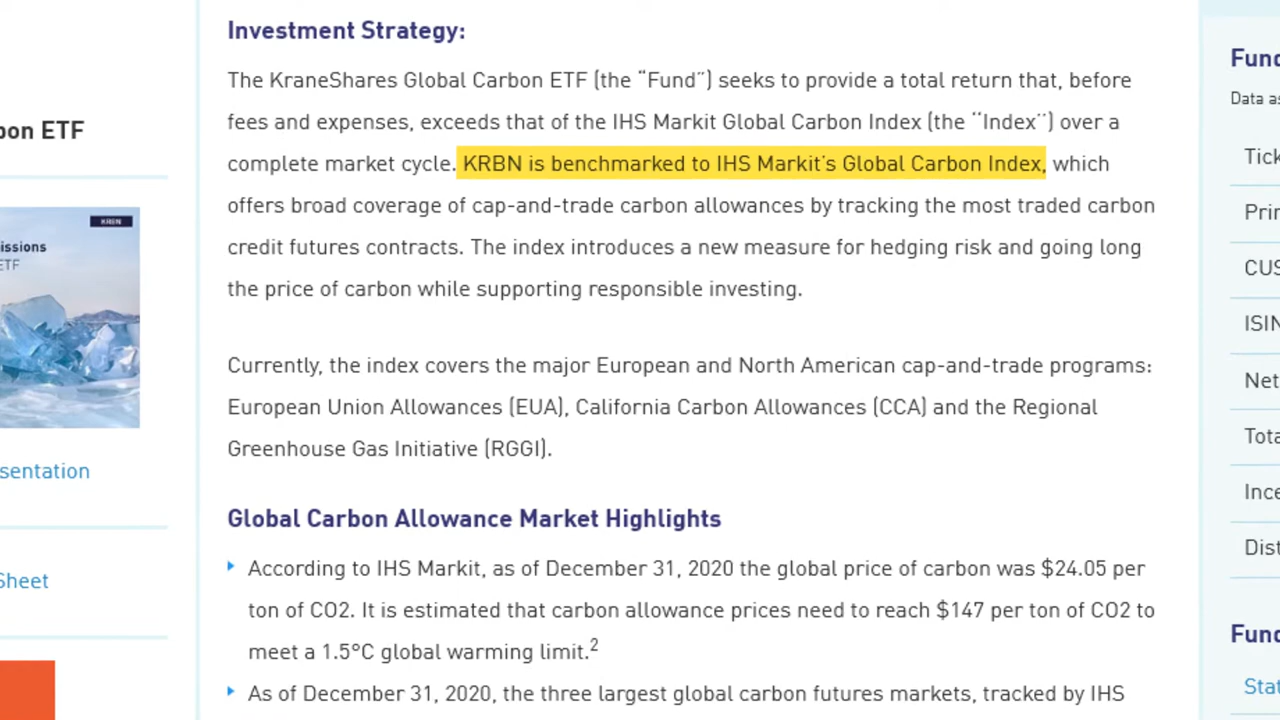 Investment Strategy:
The KraneShares Global Carbon ETF (the “Fund”) seeks to provide a total return that, before
fees and expenses, exceeds that of the IHS Markit Global Carbon Index (the “Index”) over a
complete market cycle. KRBN is benchmarked to IHS Markit’s Global Carbon Index, which
offers broad coverage of cap-and-trade carbon allowances by tracking the most traded carbon
credit futures contracts. The index introduces a new measure for hedging risk and going long
the price of carbon while supporting responsible investing.
Currently, the index covers the major European and North American cap-and-trade programs:
European Union Allowances (EUA), California Carbon Allowances (CCA) and the Regional
Greenhouse Gas Initiative (RGGI).
Global Carbon Allowance Market Highlights
According to IHS Markit, as of December 31, 2020 the global price of carbon was $24.05 per
ton of CO2. It is estimated that carbon allowance prices need to reach $147 per ton of CO2 to
meet a 1.5°C global warming limit.2
As of December 31, 2020, the three largest global carbon futures markets, tracked by IHS
bon ETF
KRBN
issions
ETF
sentation
Sheet
Fund
Data as
Tick
Prin
CUS
ISIN
Net
Tota
Ince
Dist
Fund
Stat